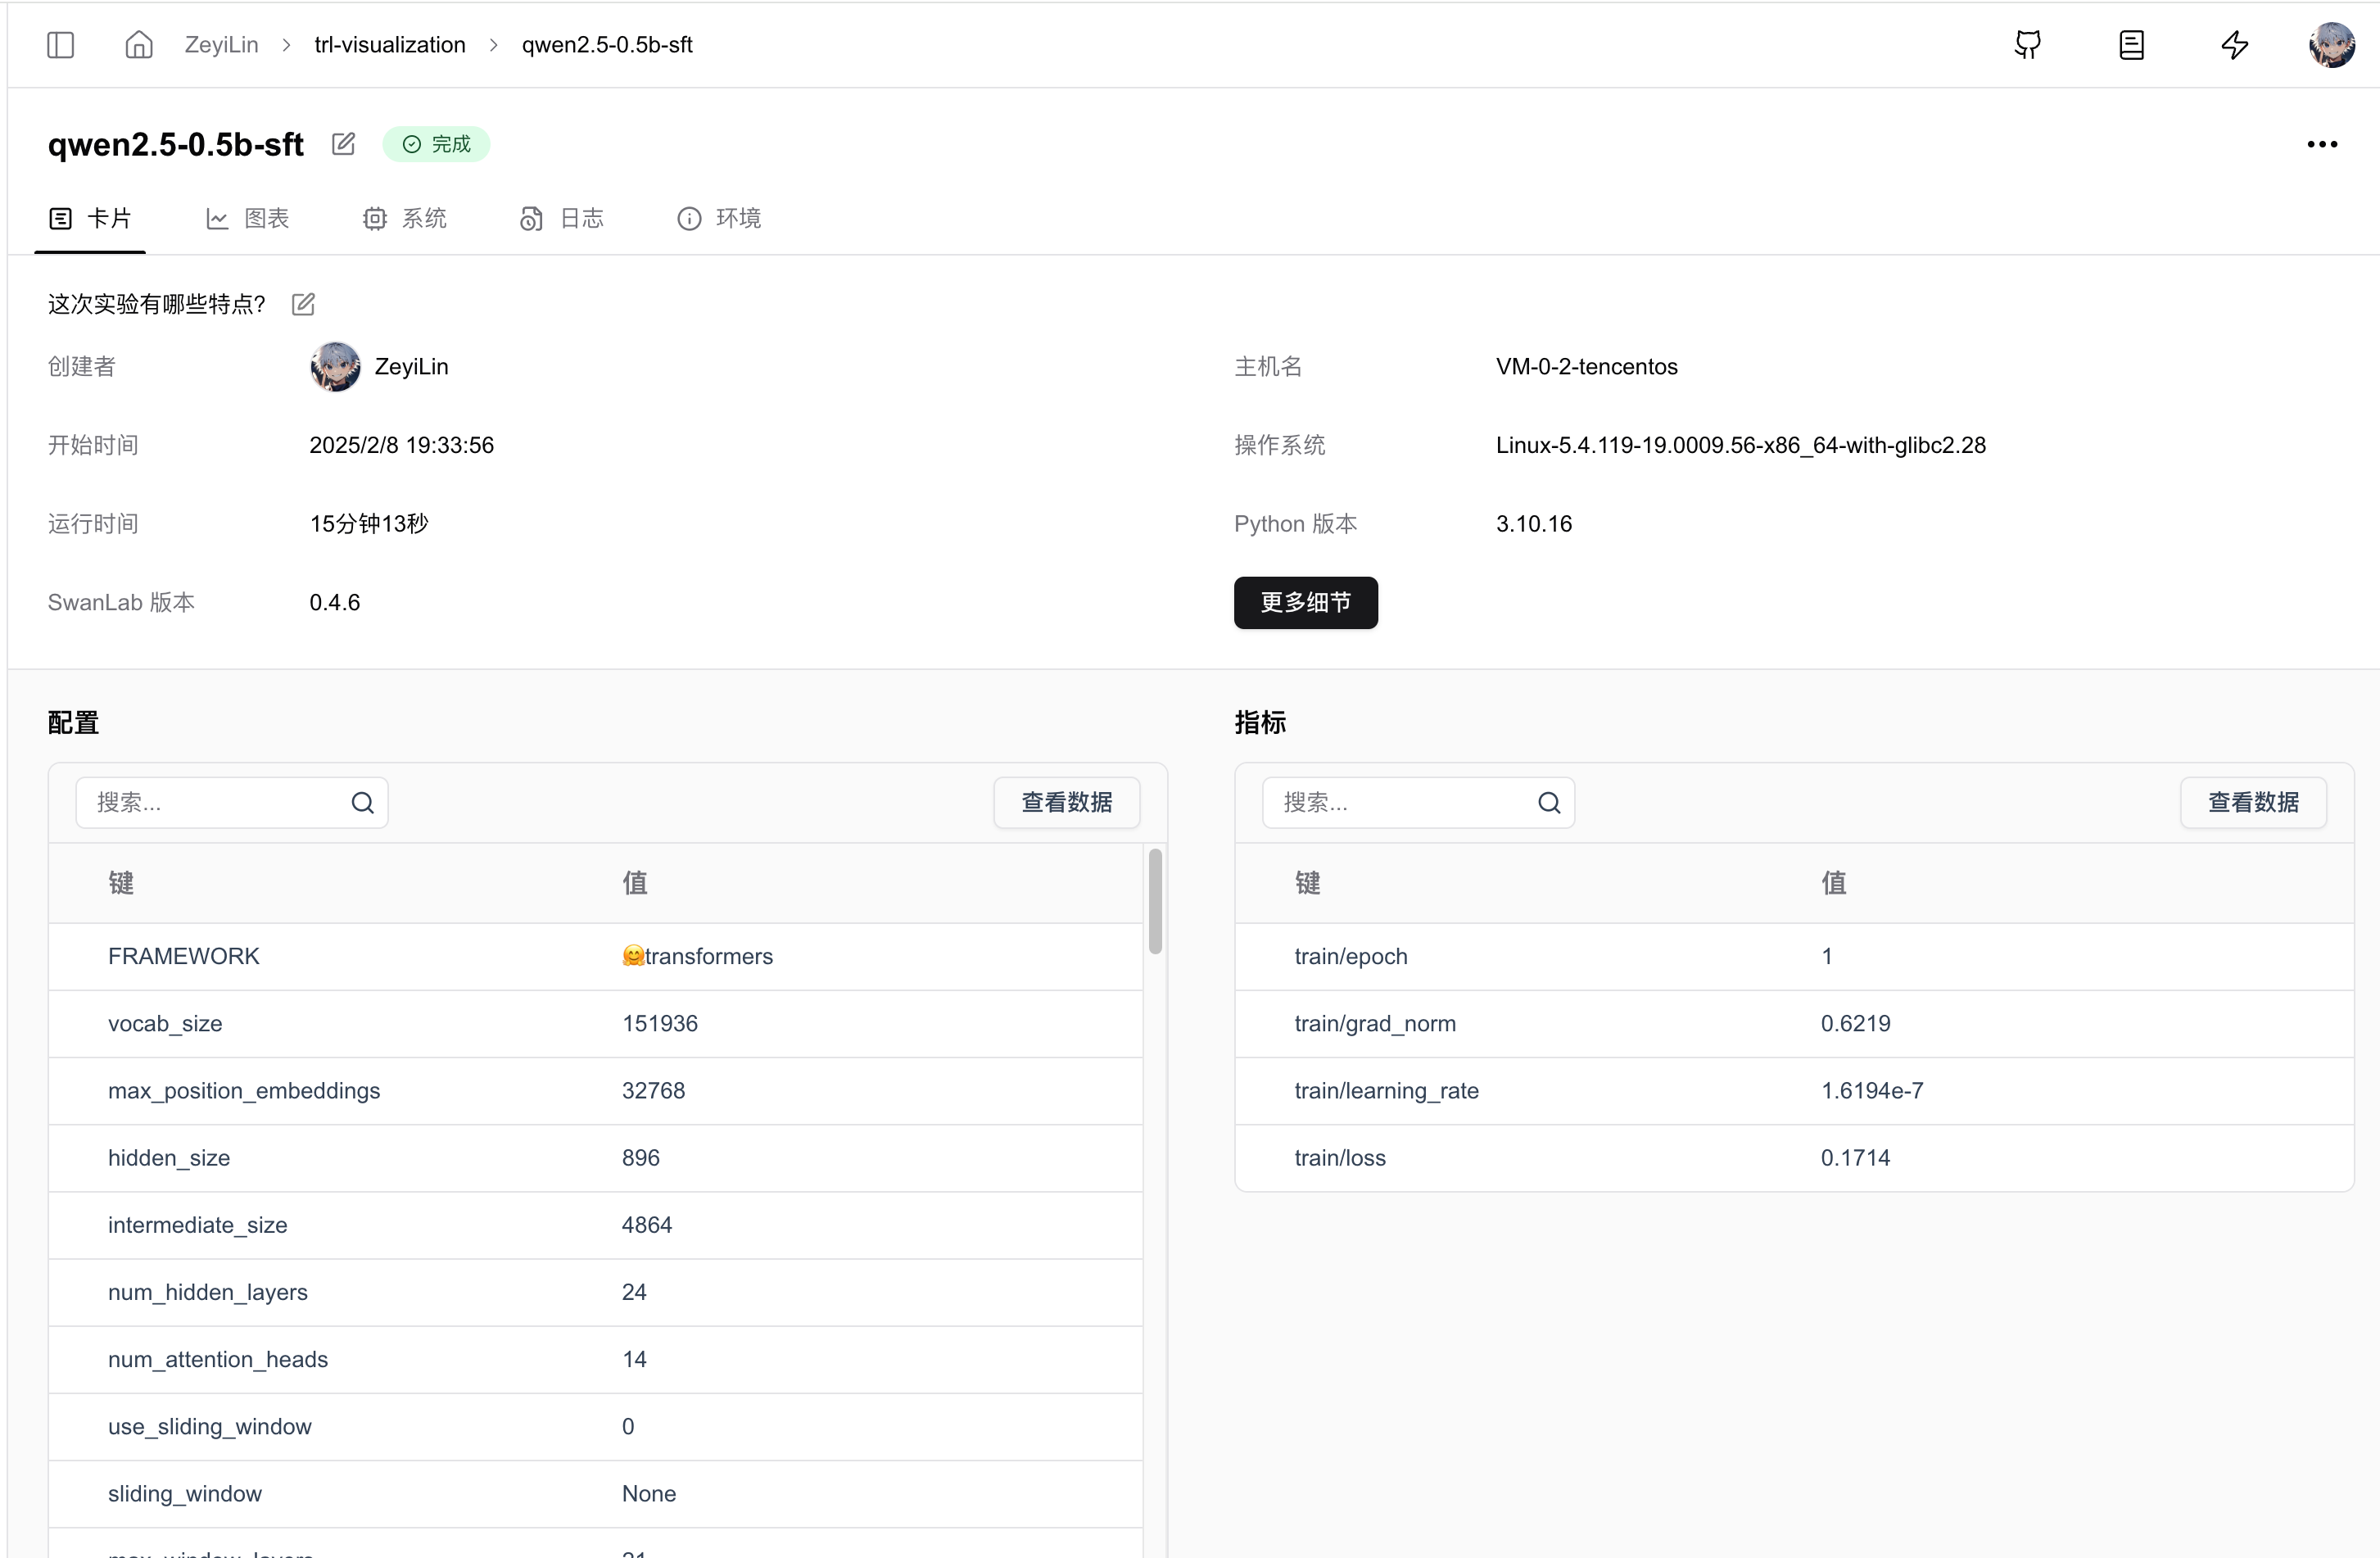 ZeyiLin > trl-visualization > qwen2.5-0.5b-sft
qwen2.5-0.5b-sft 完成
卡片 图表 系统 日志 环境
这次实验有哪些特点?
创建者 ZeyiLin
主机名 VM-0-2-tencentos
开始时间 2025/2/8 19:33:56
操作系统 Linux-5.4.119-19.0009.56-x86_64-with-glibc2.28
运行时间 15分钟13秒
Python 版本 3.10.16
SwanLab 版本 0.4.6
更多细节
配置
搜索... 查看数据
键 值
FRAMEWORK 🤗transformers
vocab_size 151936
max_position_embeddings 32768
hidden_size 896
intermediate_size 4864
num_hidden_layers 24
num_attention_heads 14
use_sliding_window 0
sliding_window None
max_window_layers 21
指标
搜索... 查看数据
键 值
train/epoch 1
train/grad_norm 0.6219
train/learning_rate 1.6194e-7
train/loss 0.1714